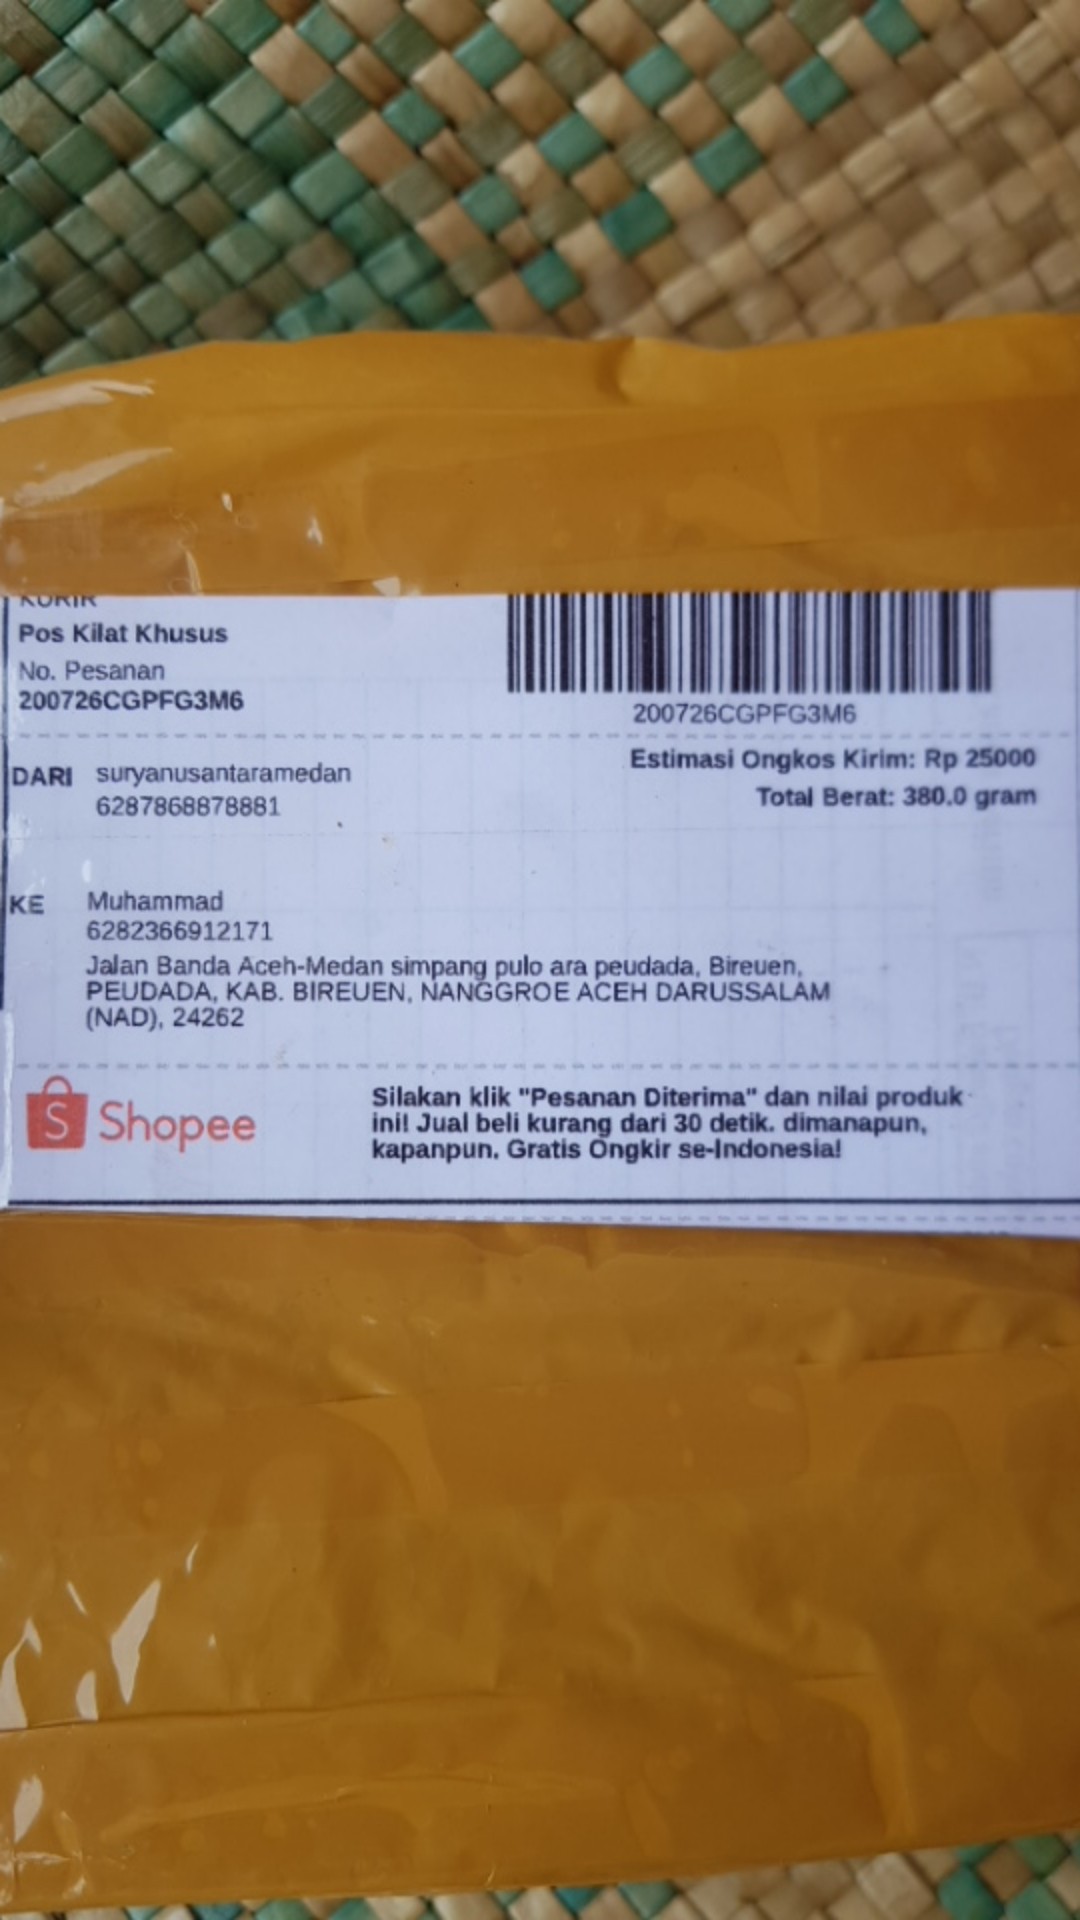 KURIR
Pos Kilat Khusus
No. Pesanan
200726CGPFG3M6
200726CGPFG3M6
Estimasi Ongkos Kirim: Rp 25000
Total Berat: 380.0 gram
DARI suryanusantaramedan
6287868878881
KE Muhammad
6282366912171
Jalan Banda Aceh-Medan simpang pulo ara peudada, Bireuen,
PEUDADA, KAB. BIREUEN, NANGGROE ACEH DARUSSALAM
(NAD), 24262
S Shopee
Silakan klik "Pesanan Diterima" dan nilai produk
ini! Jual beli kurang dari 30 detik. dimanapun,
kapanpun. Gratis Ongkir se-Indonesia!